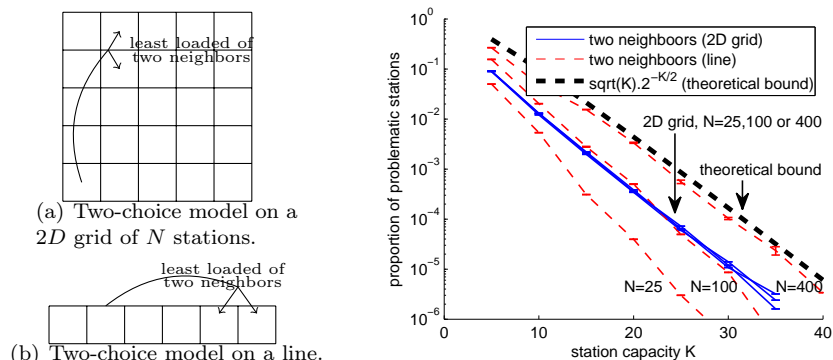 least loaded of
two neighbors
(a) Two-choice model on a
2D grid of N stations.
least loaded of
two neighbors
(b) Two-choice model on a line.
proportion of problematic stations
10^0
10^-1
10^-2
10^-3
10^-4
10^-5
10^-6
two neighboors (2D grid)
two neighboors (line)
sqrt(K).2^-K/2 (theoretical bound)
2D grid, N=25,100 or 400
theoretical bound
N=25 N=100 N=400
0 10 20 30 40
station capacity K